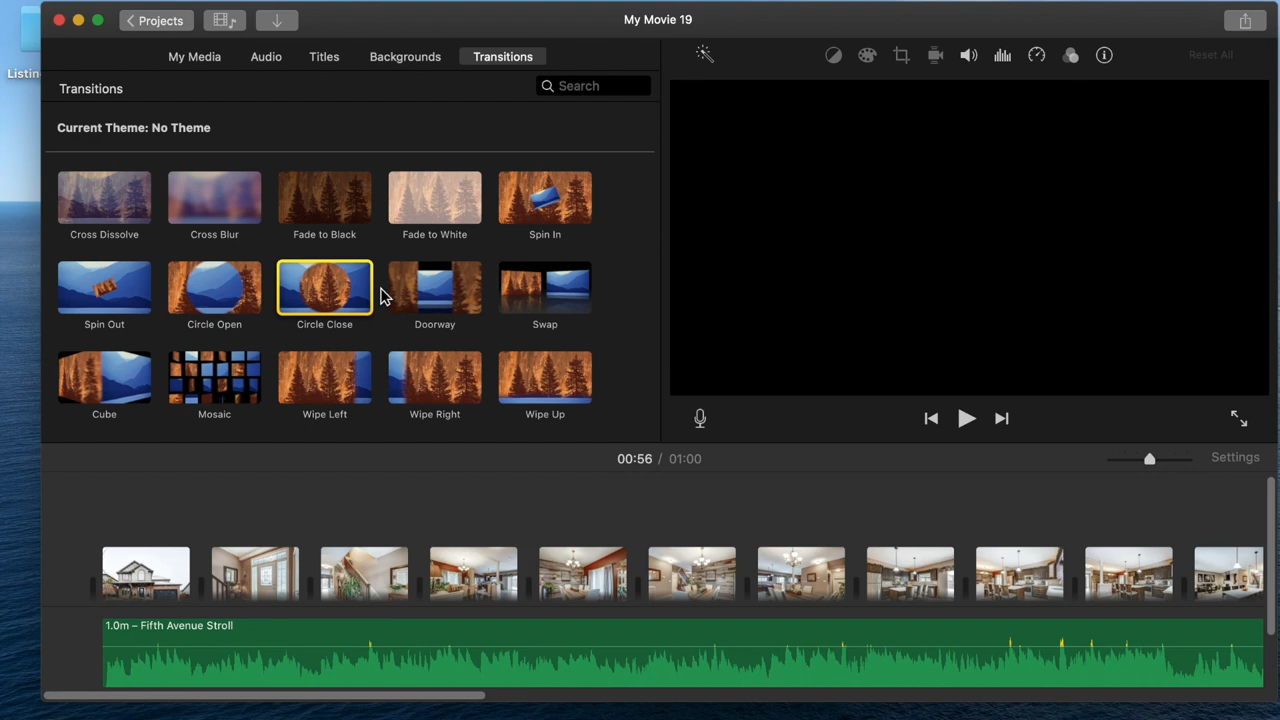 Projects
My Movie 19
My Media
Audio
Titles
Backgrounds
Transitions
Reset All
Listin
Transitions
Search
Current Theme: No Theme
Cross Dissolve
Cross Blur
Fade to Black
Fade to White
Spin In
Spin Out
Circle Open
Circle Close
Doorway
Swap
Cube
Mosaic
Wipe Left
Wipe Right
Wipe Up
00:56 / 01:00
Settings
1.0m – Fifth Avenue Stroll